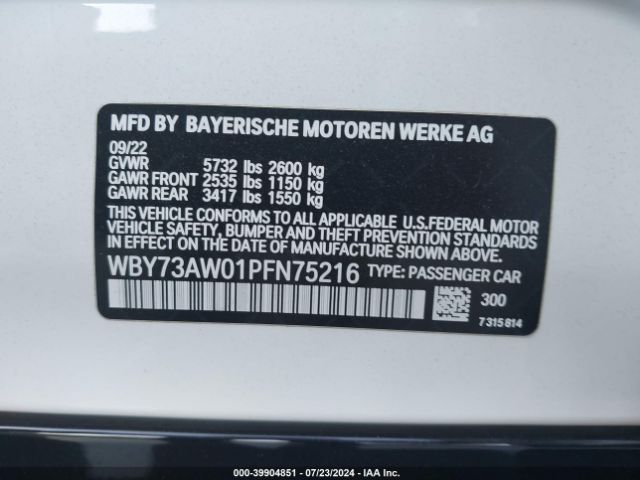 MFD BY BAYERISCHE MOTOREN WERKE AG
09/22
GVWR 5732 lbs 2600 kg
GAWR FRONT 2535 lbs 1150 kg
GAWR REAR 3417 lbs 1550 kg
THIS VEHICLE CONFORMS TO ALL APPLICABLE U.S.FEDERAL MOTOR
VEHICLE SAFETY, BUMPER AND THEFT PREVENTION STANDARDS
IN EFFECT ON THE DATE OF MANUFACTURE SHOWN ABOVE.
WBY73AW01PFN75216 TYPE: PASSENGER CAR
300
7315814
000-39904851 - 07/23/2024 - IAA Inc.